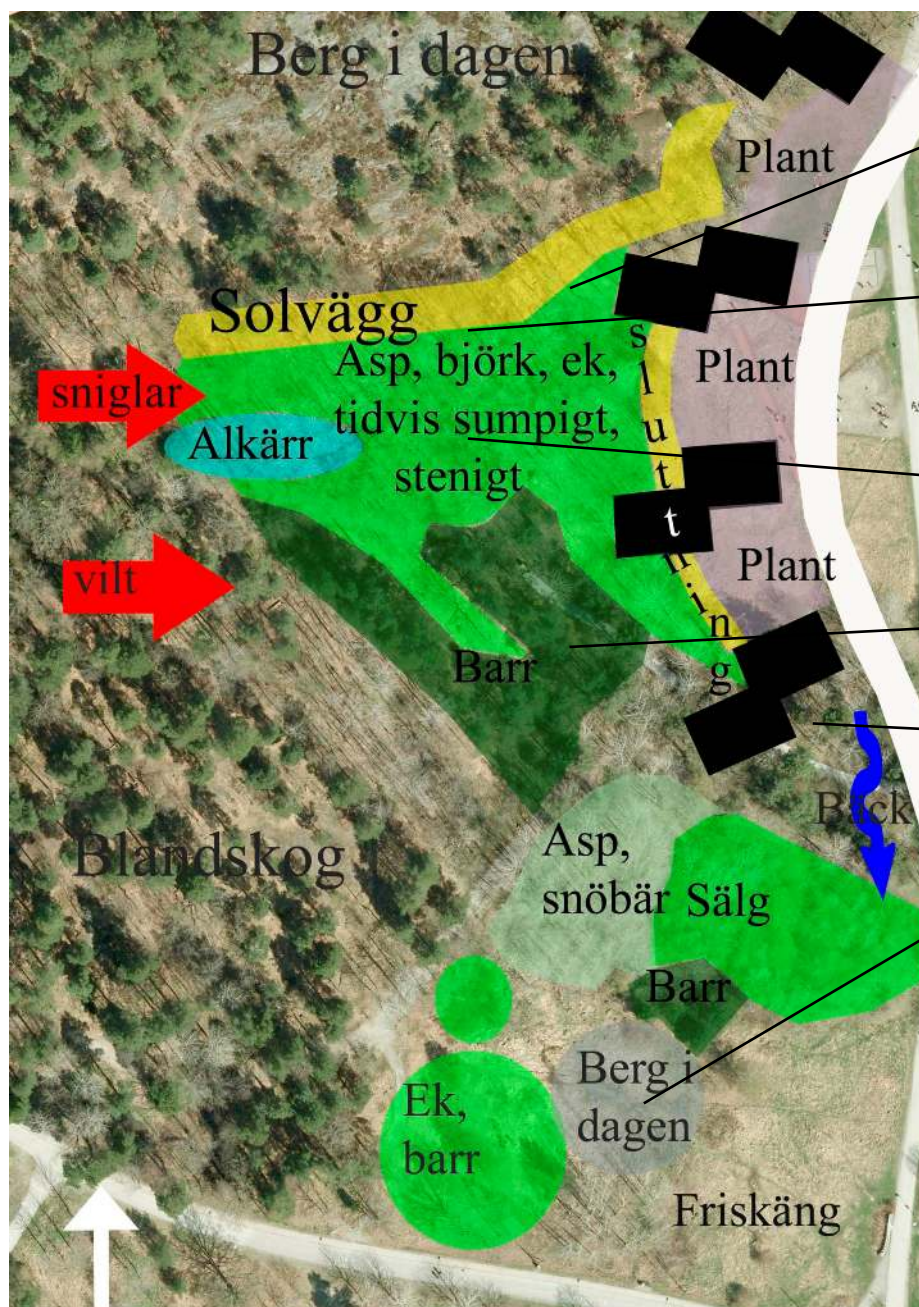 Berg i dagen
Plant
Solvägg
sluttning
Asp, björk, ek,
tidvis sumpigt,
stenigt
Plant
sniglar
Alkärr
vilt
Plant
Barr
Bäck
Blandskog
Asp,
snöbär
Sälg
Barr
Berg i
dagen
Ek,
barr
Friskäng